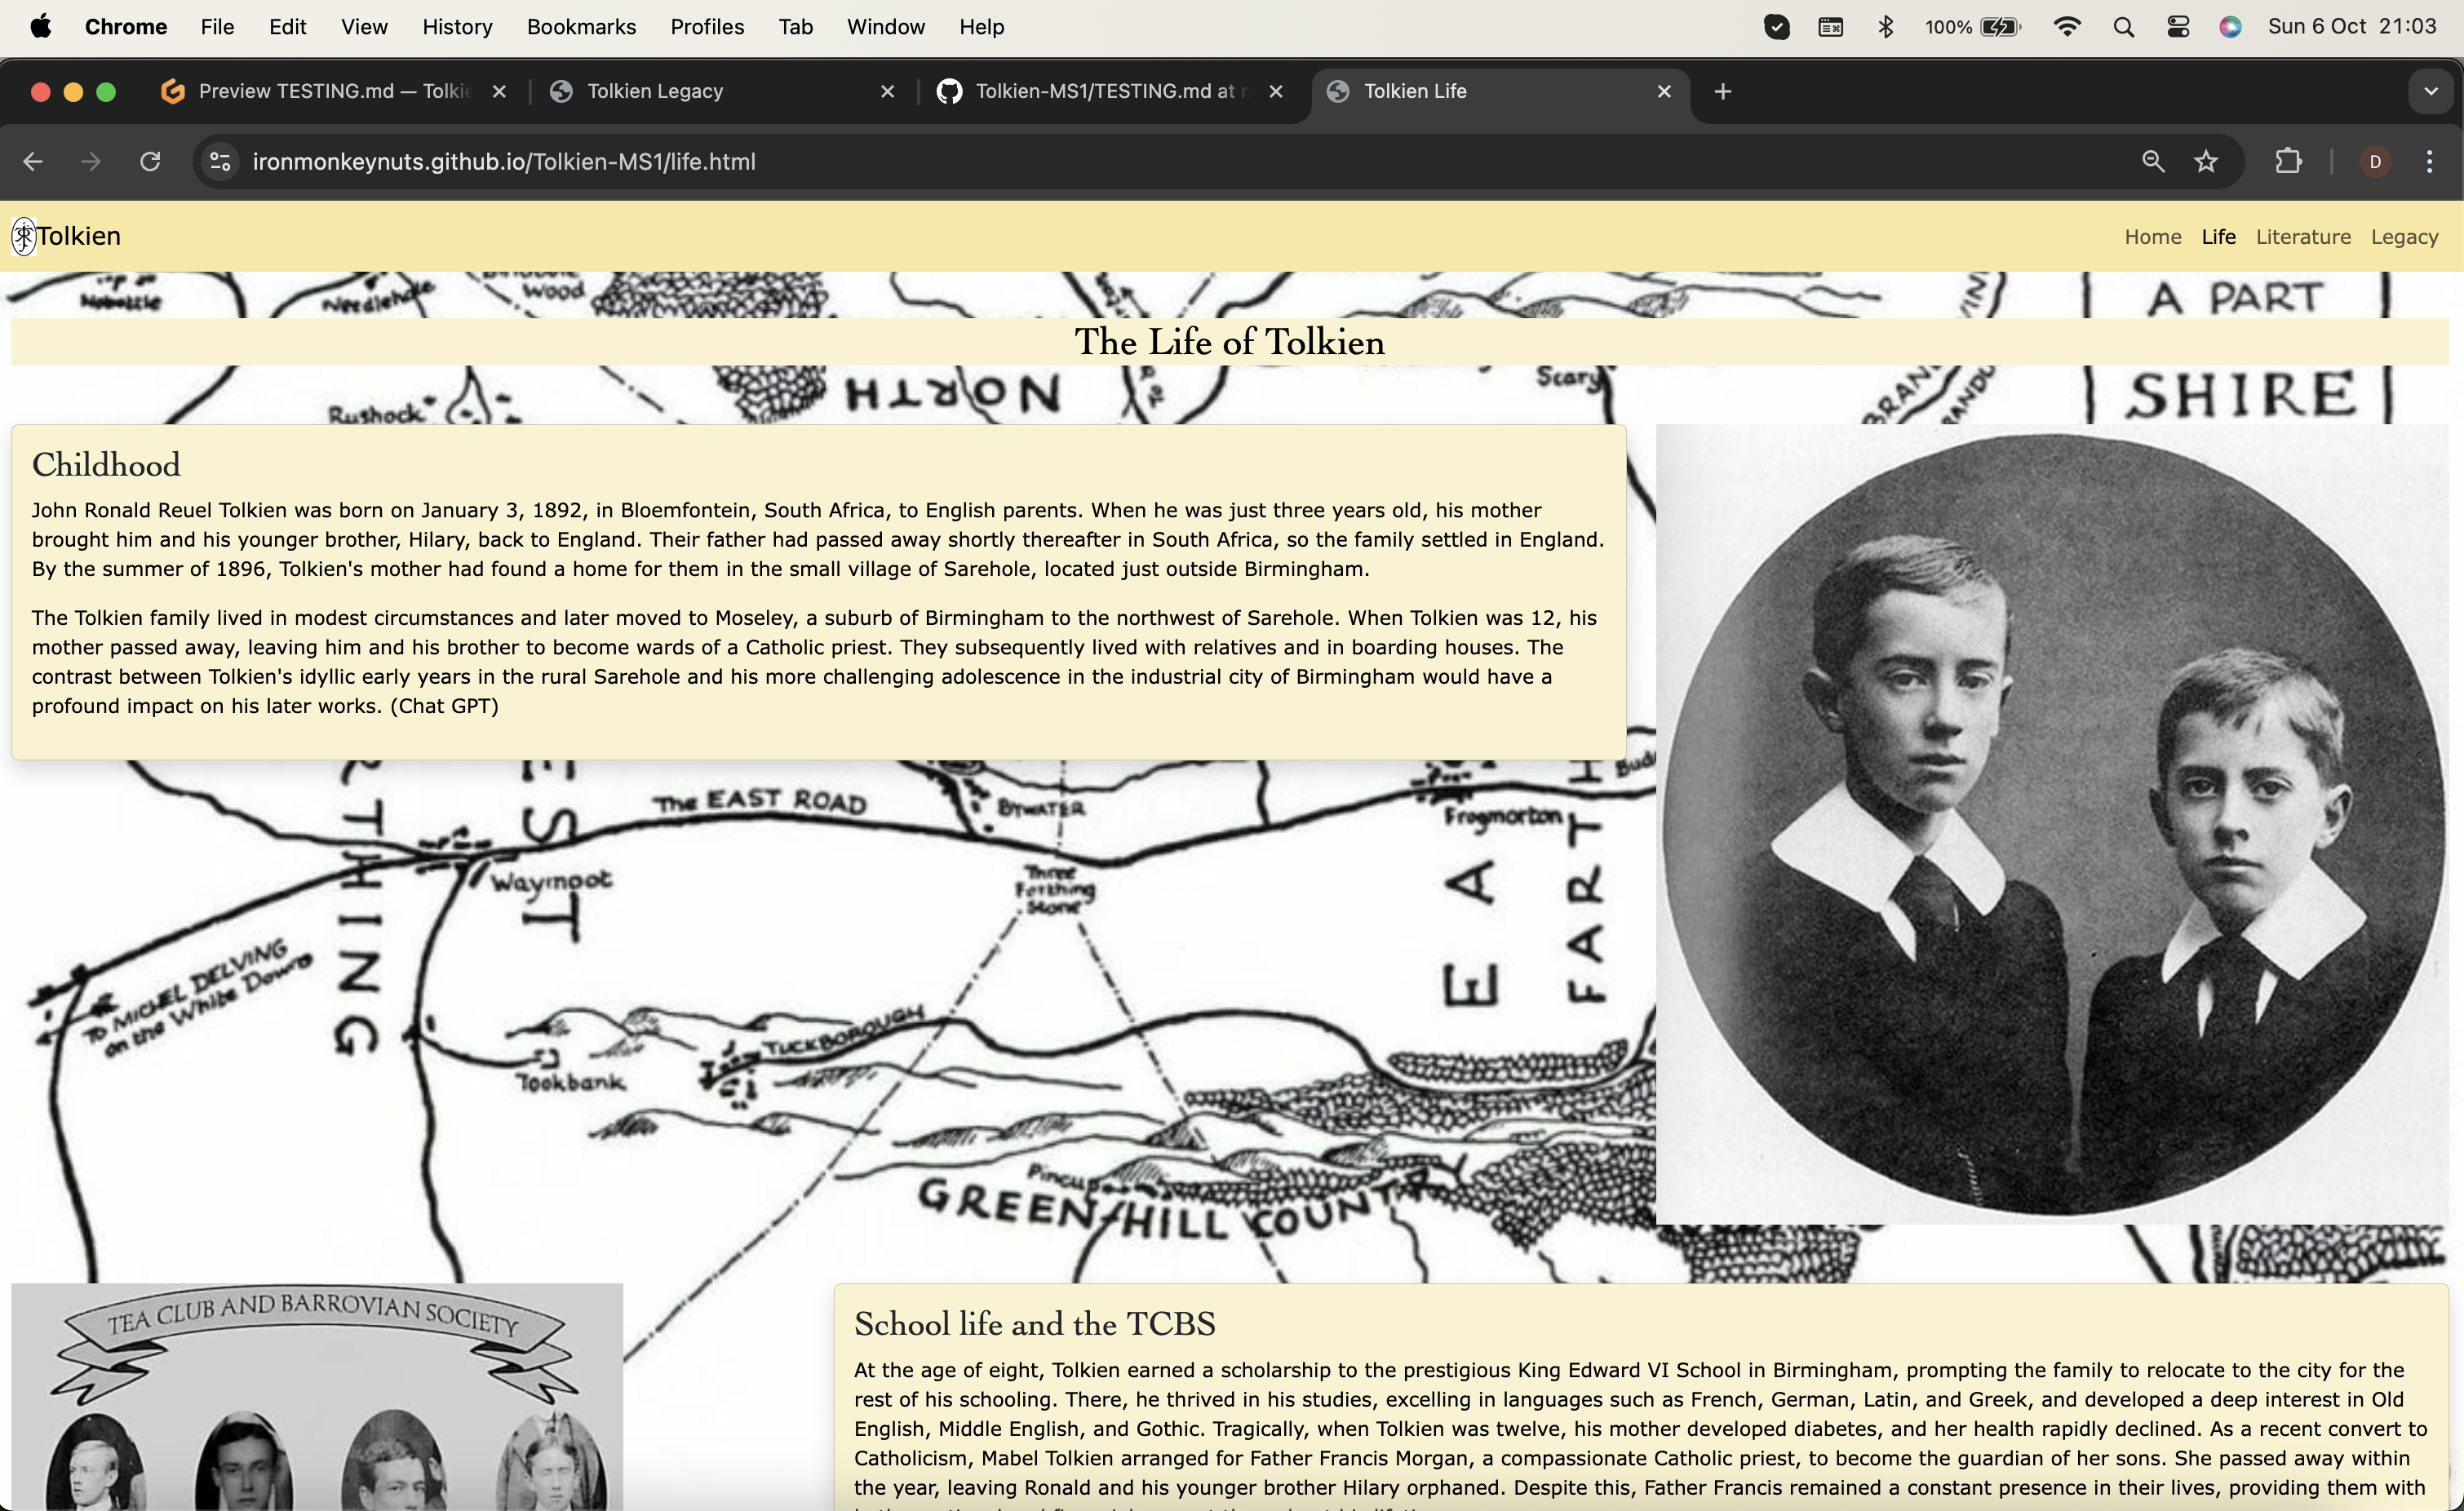 Chrome File Edit View History Bookmarks Profiles Tab Window Help 100% Sun 6 Oct 21:03
Preview TESTING.md — Tolkie
Tolkien Legacy
Tolkien-MS1/TESTING.md at
Tolkien Life
ironmonkeynuts.github.io/Tolkien-MS1/life.html
D
Tolkien
Home Life Literature Legacy
Nobottle
Needlehole
Wood
A PART
The Life of Tolkien
Rushock
NORTH
Scary
SHIRE
Childhood
John Ronald Reuel Tolkien was born on January 3, 1892, in Bloemfontein, South Africa, to English parents. When he was just three years old, his mother
brought him and his younger brother, Hilary, back to England. Their father had passed away shortly thereafter in South Africa, so the family settled in England.
By the summer of 1896, Tolkien's mother had found a home for them in the small village of Sarehole, located just outside Birmingham.
The Tolkien family lived in modest circumstances and later moved to Moseley, a suburb of Birmingham to the northwest of Sarehole. When Tolkien was 12, his
mother passed away, leaving him and his brother to become wards of a Catholic priest. They subsequently lived with relatives and in boarding houses. The
contrast between Tolkien's idyllic early years in the rural Sarehole and his more challenging adolescence in the industrial city of Birmingham would have a
profound impact on his later works. (Chat GPT)
The EAST ROAD
BYWATER
Frogmorton
Waymoot
Three
Farthing
Stone
THING
EA
FART
TO MICHEL DELVING
on the White Downs
TUCKBOROUGH
Tookbank
Pincup
GREEN HILL COUNTR
TEA CLUB AND BARROVIAN SOCIETY
School life and the TCBS
At the age of eight, Tolkien earned a scholarship to the prestigious King Edward VI School in Birmingham, prompting the family to relocate to the city for the
rest of his schooling. There, he thrived in his studies, excelling in languages such as French, German, Latin, and Greek, and developed a deep interest in Old
English, Middle English, and Gothic. Tragically, when Tolkien was twelve, his mother developed diabetes, and her health rapidly declined. As a recent convert to
Catholicism, Mabel Tolkien arranged for Father Francis Morgan, a compassionate Catholic priest, to become the guardian of her sons. She passed away within
the year, leaving Ronald and his younger brother Hilary orphaned. Despite this, Father Francis remained a constant presence in their lives, providing them with